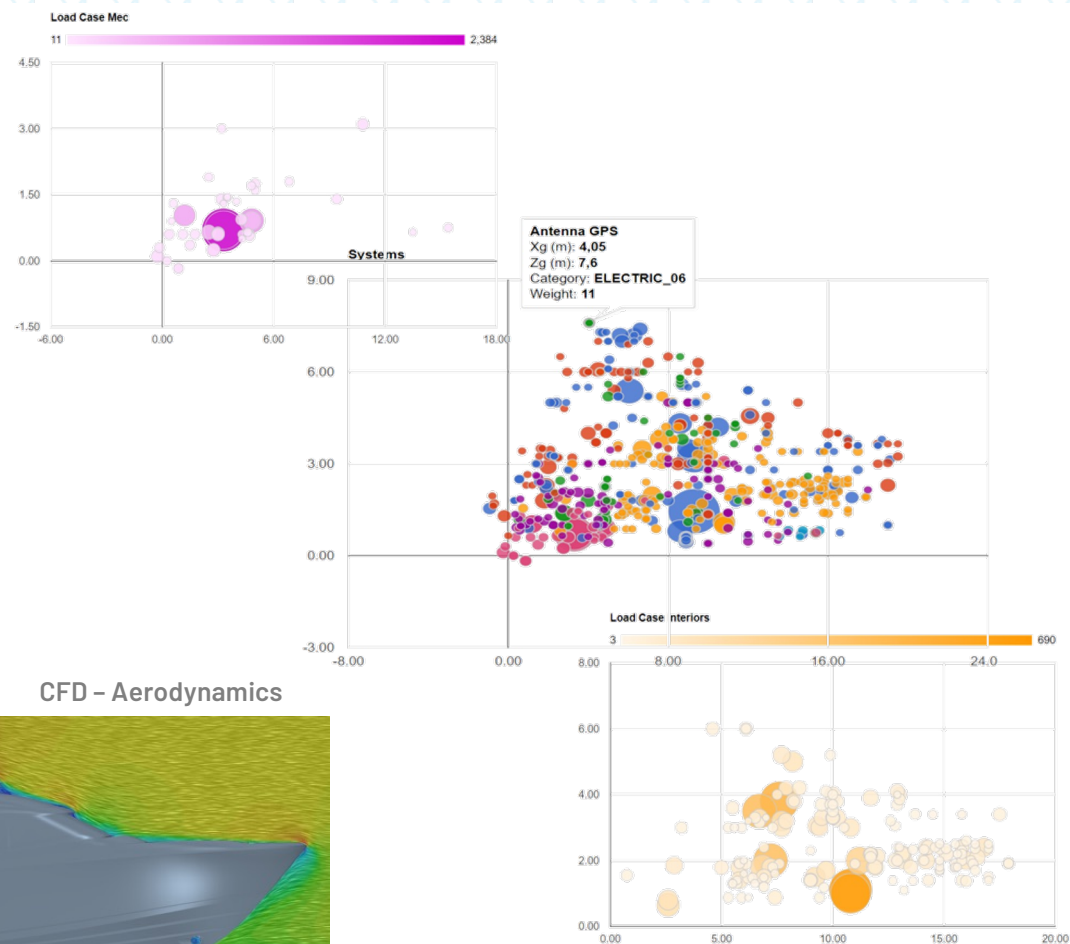 Load Case Mec
11 2,384
4.50
3.00
1.50
0.00
-1.50
-6.00 0.00 6.00 12.00 18.00
Systems
Antenna GPS
Xg (m): 4,05
Zg (m): 7,6
Category: ELECTRIC_06
Weight: 11
9.00
6.00
3.00
0.00
-3.00
-8.00 0.00 8.00 16.00 24.0
Load Case Interiors
3 690
8.00
6.00
4.00
2.00
0.00
0.00 5.00 10.00 15.00 20.00
CFD – Aerodynamics